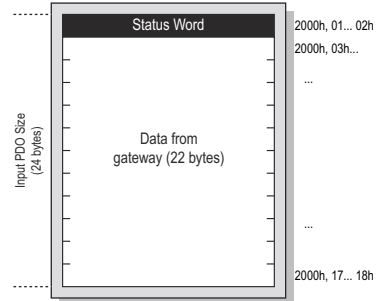 Status Word
2000h, 01... 02h
2000h, 03h...
...
Input PDO Size
(24 bytes)
Data from
gateway (22 bytes)
...
2000h, 17... 18h